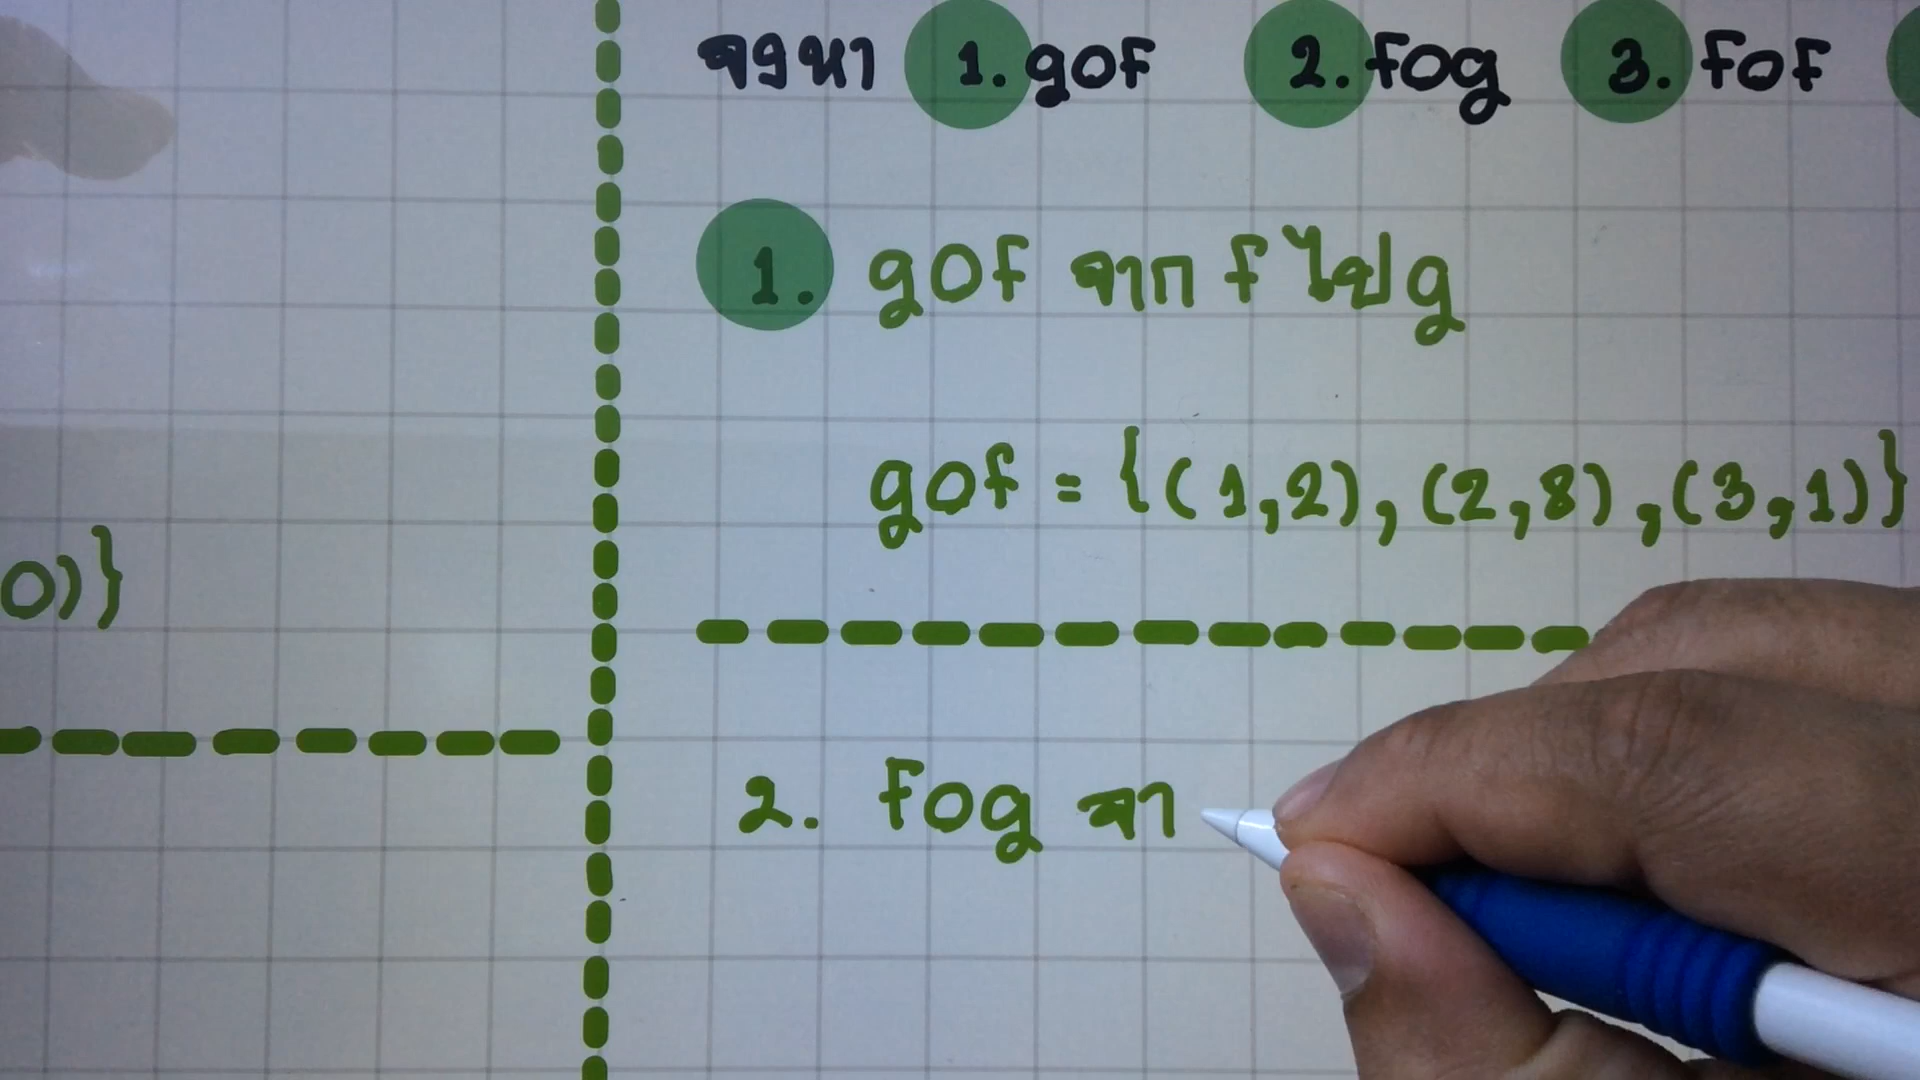 จงหา 1. gof 2. fog 3. fof
1. gof จาก f ไป g
gof = {(1,2), (2,8), (3,1)}
0)}
2. fog จา